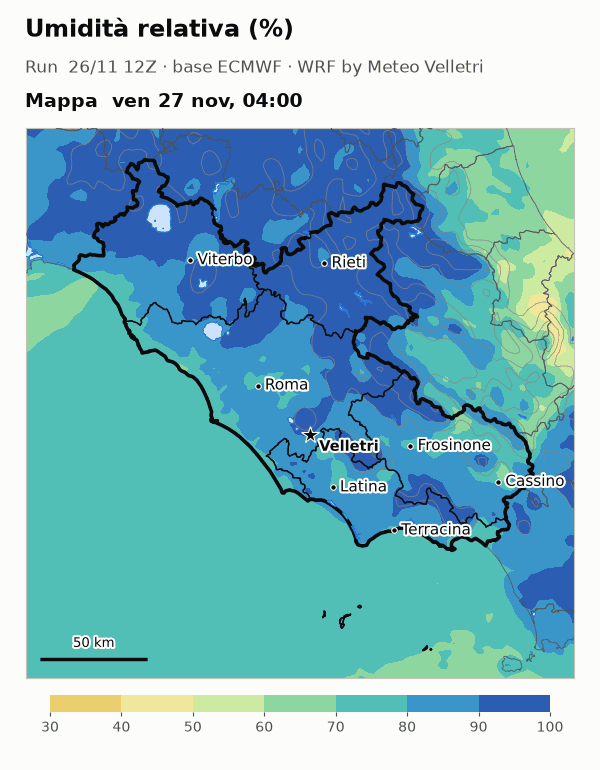 Umidità relativa (%)
Run  26/11 12Z · base ECMWF · WRF by Meteo Velletri
Mappa  ven 27 nov, 04:00
Viterbo
Rieti
Roma
Velletri
Frosinone
Latina
Cassino
Terracina
50 km
30 40 50 60 70 80 90 100